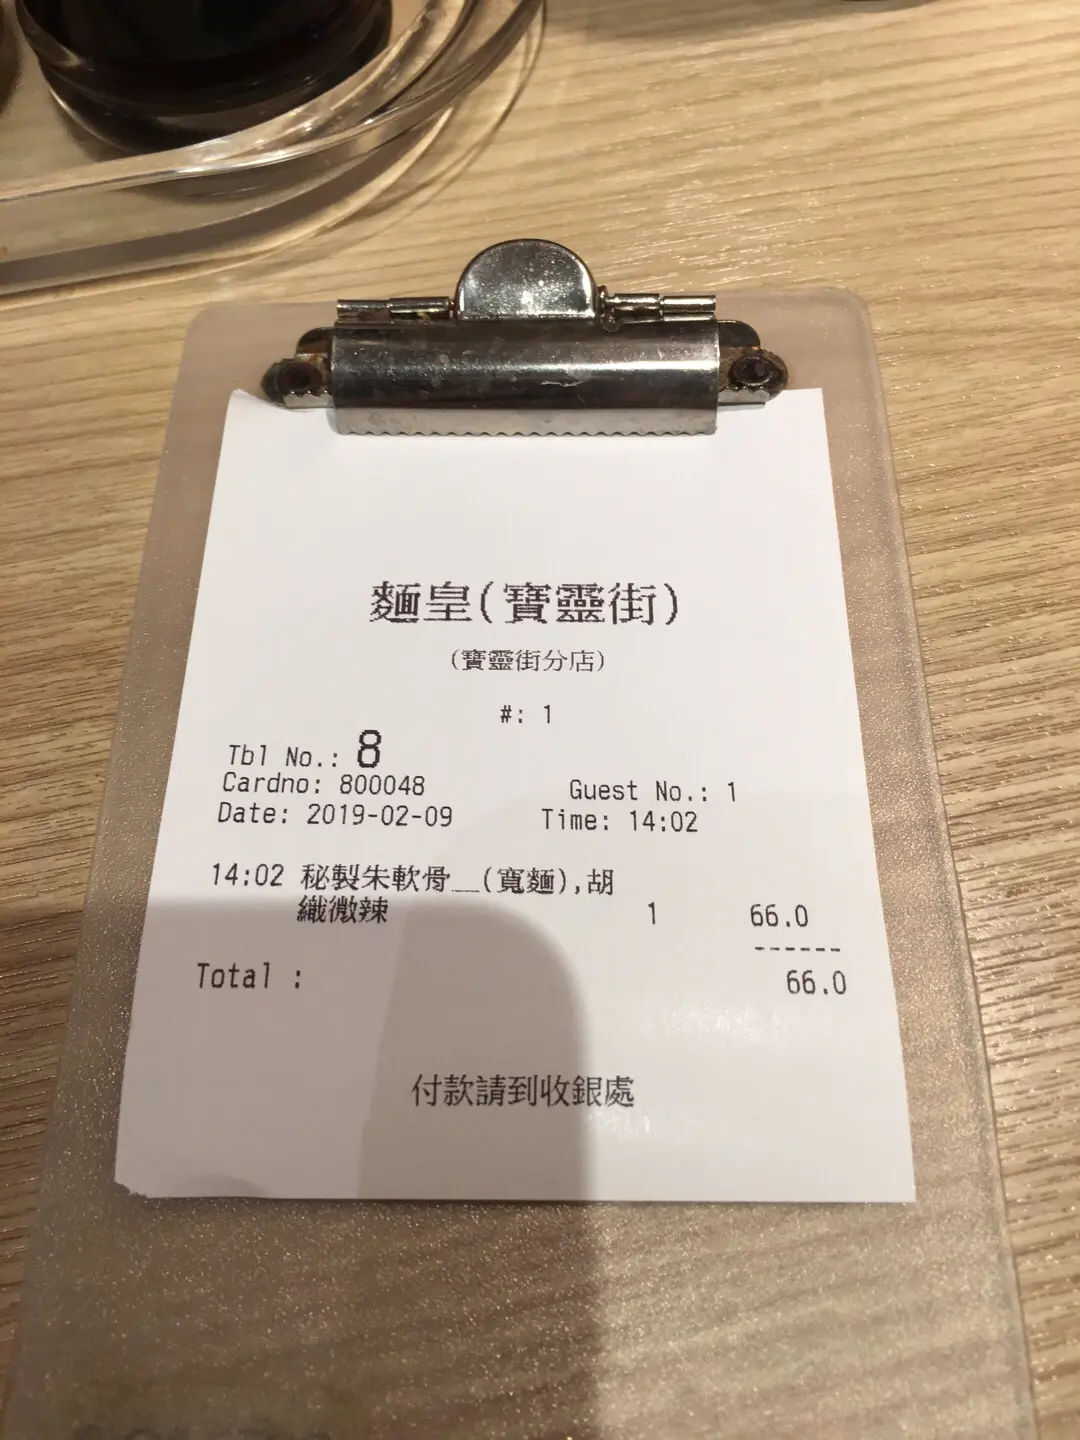 麵皇(寶靈街)
(寶靈街分店)
#: 1
Tbl No.: 8
Cardno: 800048 Guest No.: 1
Date: 2019-02-09 Time: 14:02
14:02 秘製朱軟骨__(寬麵),胡
纖微辣 1 66.0
------
Total : 66.0
付款請到收銀處